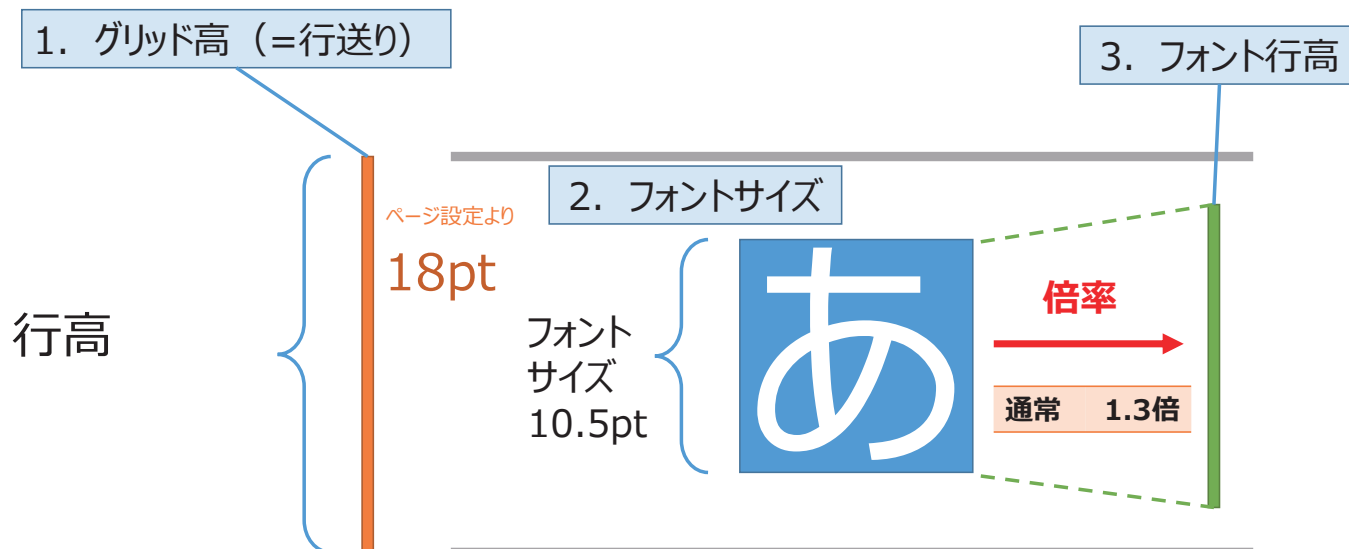 1. グリッド高（=行送り）
3. フォント行高
2. フォントサイズ
ページ設定より
18pt
行高
フォント
サイズ
10.5pt
あ
倍率
通常 1.3倍